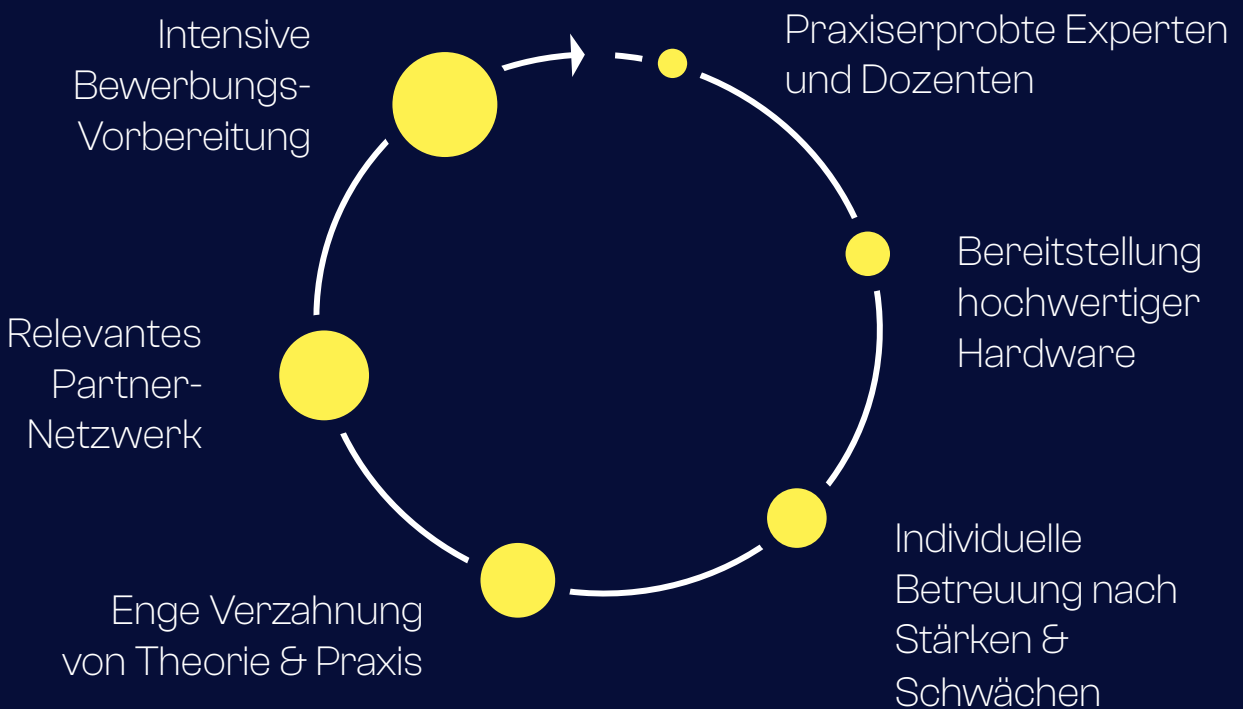 Intensive
Bewerbungs-
Vorbereitung
Praxiserprobte Experten
und Dozenten
Bereitstellung
hochwertiger
Hardware
Relevantes
Partner-
Netzwerk
Individuelle
Betreuung nach
Stärken &
Schwächen
Enge Verzahnung
von Theorie & Praxis